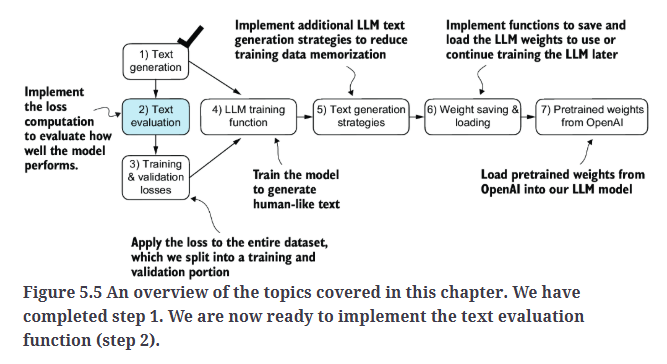 Implement additional LLM text
generation strategies to reduce
training data memorization
Implement functions to save and
load the LLM weights to use or
continue training the LLM later
1) Text
generation
Implement
the loss
computation
to evaluate how
well the model
performs.
2) Text
evaluation
4) LLM training
function
5) Text generation
strategies
6) Weight saving &
loading
7) Pretrained weights
from OpenAI
3) Training
& validation
losses
Train the model
to generate
human-like text
Load pretrained weights from
OpenAI into our LLM model
Apply the loss to the entire dataset,
which we split into a training and
validation portion
Figure 5.5 An overview of the topics covered in this chapter. We have
completed step 1. We are now ready to implement the text evaluation
function (step 2).